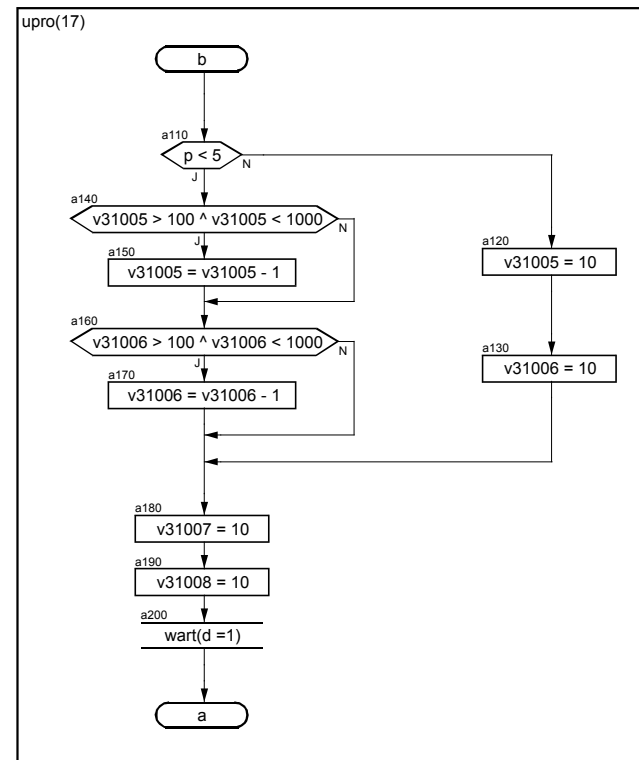 upro(17)
b
a110
p < 5
N
J
a140
v31005 > 100 ^ v31005 < 1000
N
J
a150
v31005 = v31005 - 1
a120
v31005 = 10
a160
v31006 > 100 ^ v31006 < 1000
N
J
a170
v31006 = v31006 - 1
a130
v31006 = 10
a180
v31007 = 10
a190
v31008 = 10
a200
wart(d =1)
a